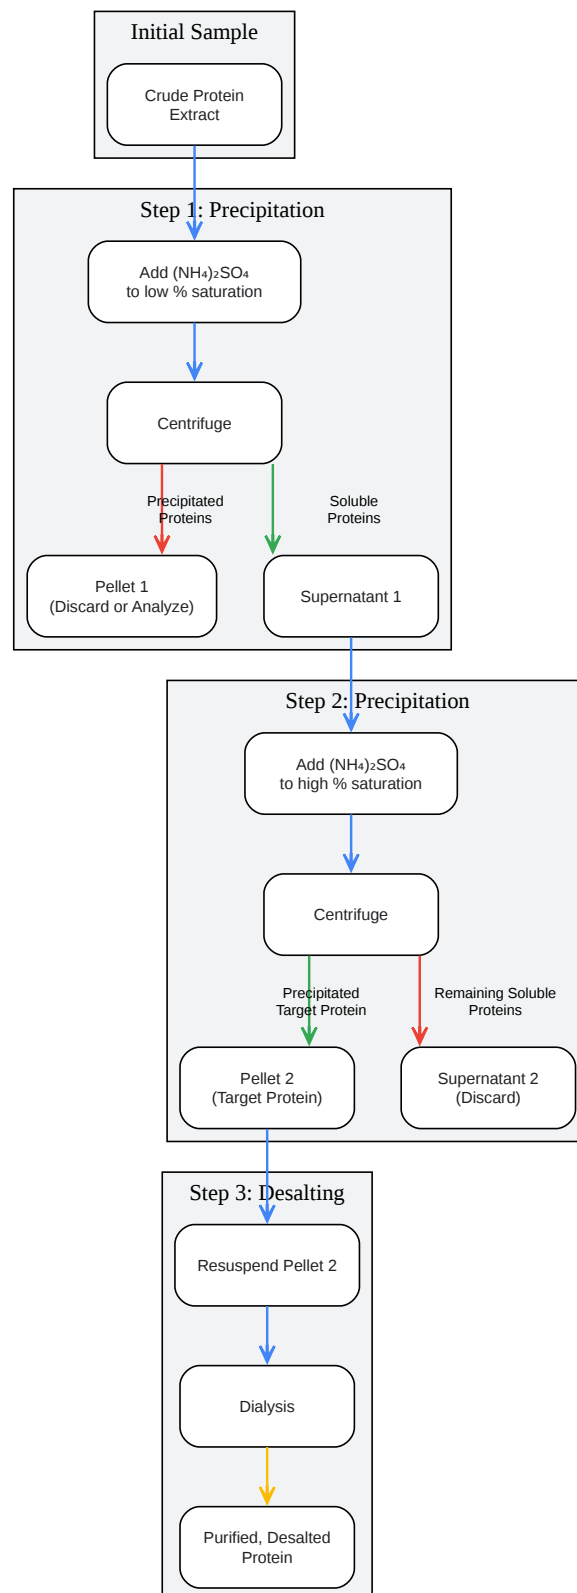 Initial Sample
Crude Protein
Extract
Step 1: Precipitation
Add (NH₄)₂SO₄
to low % saturation
Centrifuge
Precipitated
Proteins
Soluble
Proteins
Pellet 1
(Discard or Analyze)
Supernatant 1
Step 2: Precipitation
Add (NH₄)₂SO₄
to high % saturation
Centrifuge
Precipitated
Target Protein
Remaining Soluble
Proteins
Pellet 2
(Target Protein)
Supernatant 2
(Discard)
Step 3: Desalting
Resuspend Pellet 2
Dialysis
Purified, Desalted
Protein